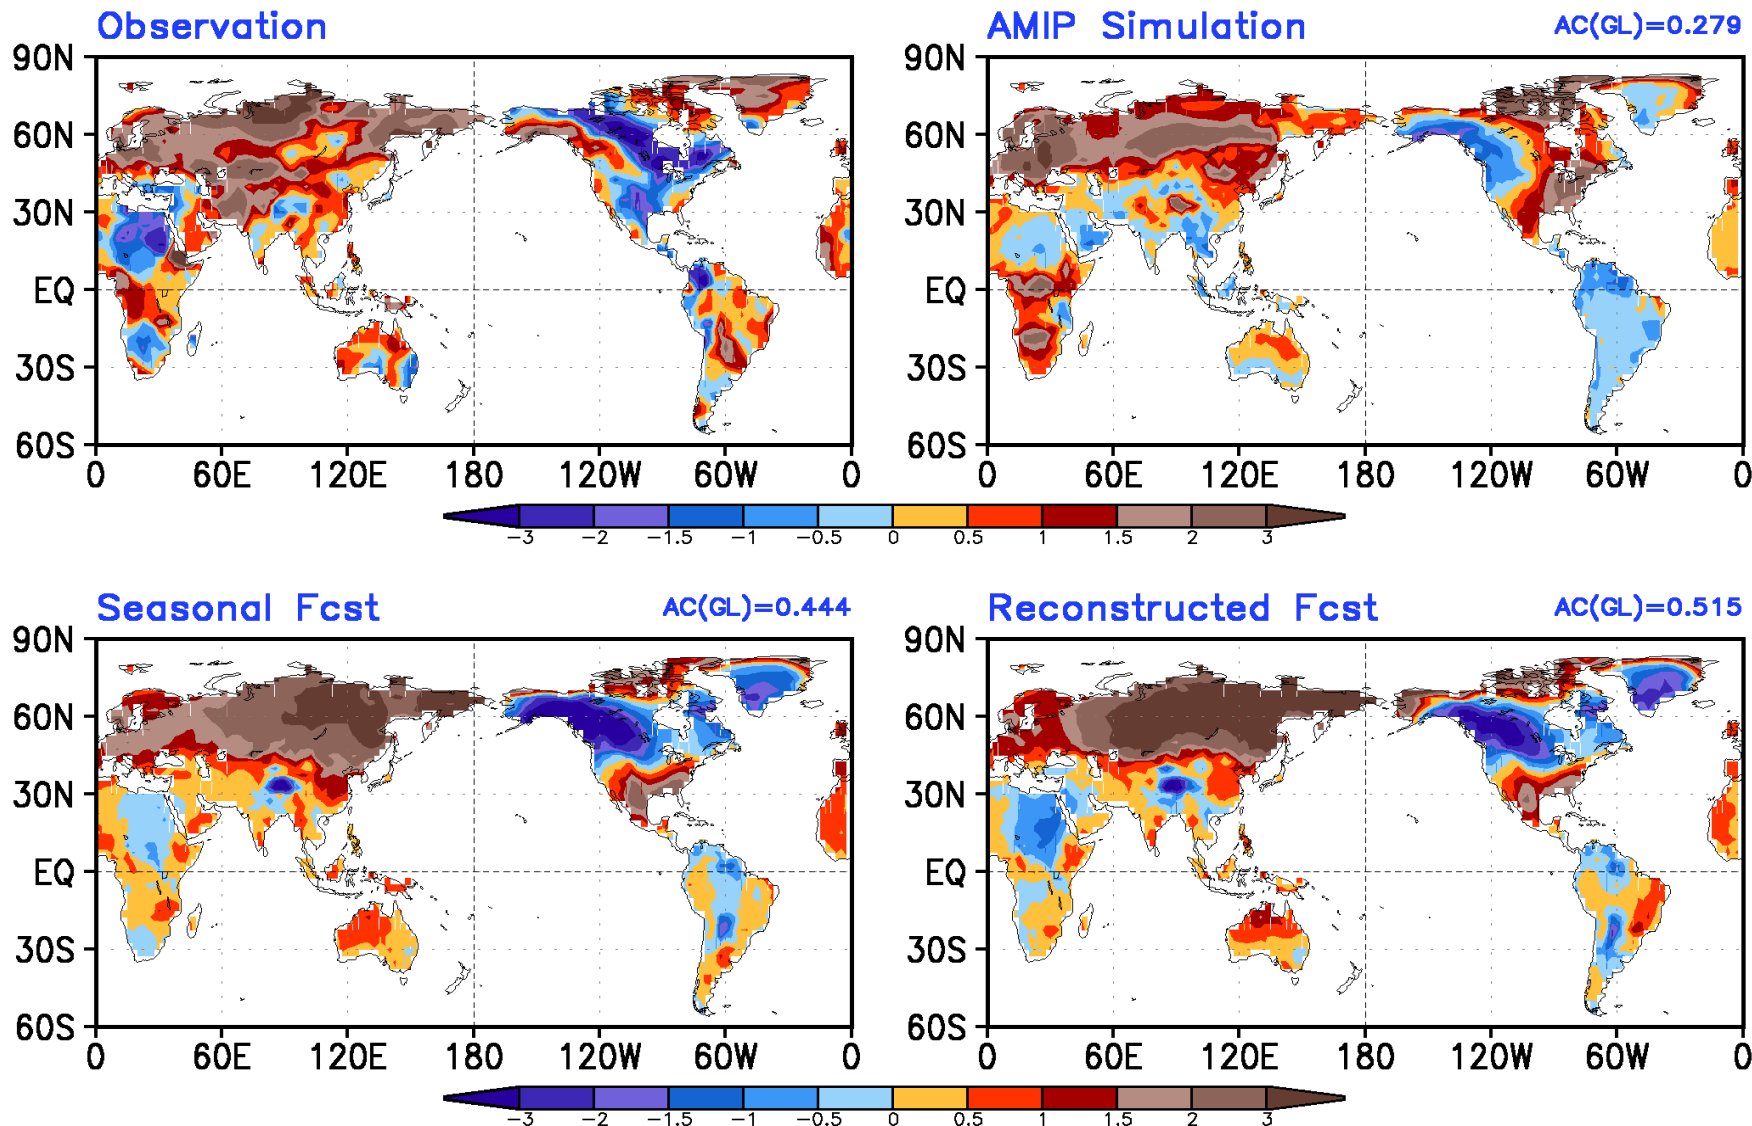 Observation
AMIP Simulation AC(GL)=0.279
90N 90N
60N 60N
30N 30N
EQ EQ
30S 30S
60S 60S
0 60E 120E 180 120W 60W 0 0 60E 120E 180 120W 60W 0
-3 -2 -1.5 -1 -0.5 0 0.5 1 1.5 2 3
Seasonal Fcst AC(GL)=0.444
Reconstructed Fcst AC(GL)=0.515
90N 90N
60N 60N
30N 30N
EQ EQ
30S 30S
60S 60S
0 60E 120E 180 120W 60W 0 0 60E 120E 180 120W 60W 0
-3 -2 -1.5 -1 -0.5 0 0.5 1 1.5 2 3